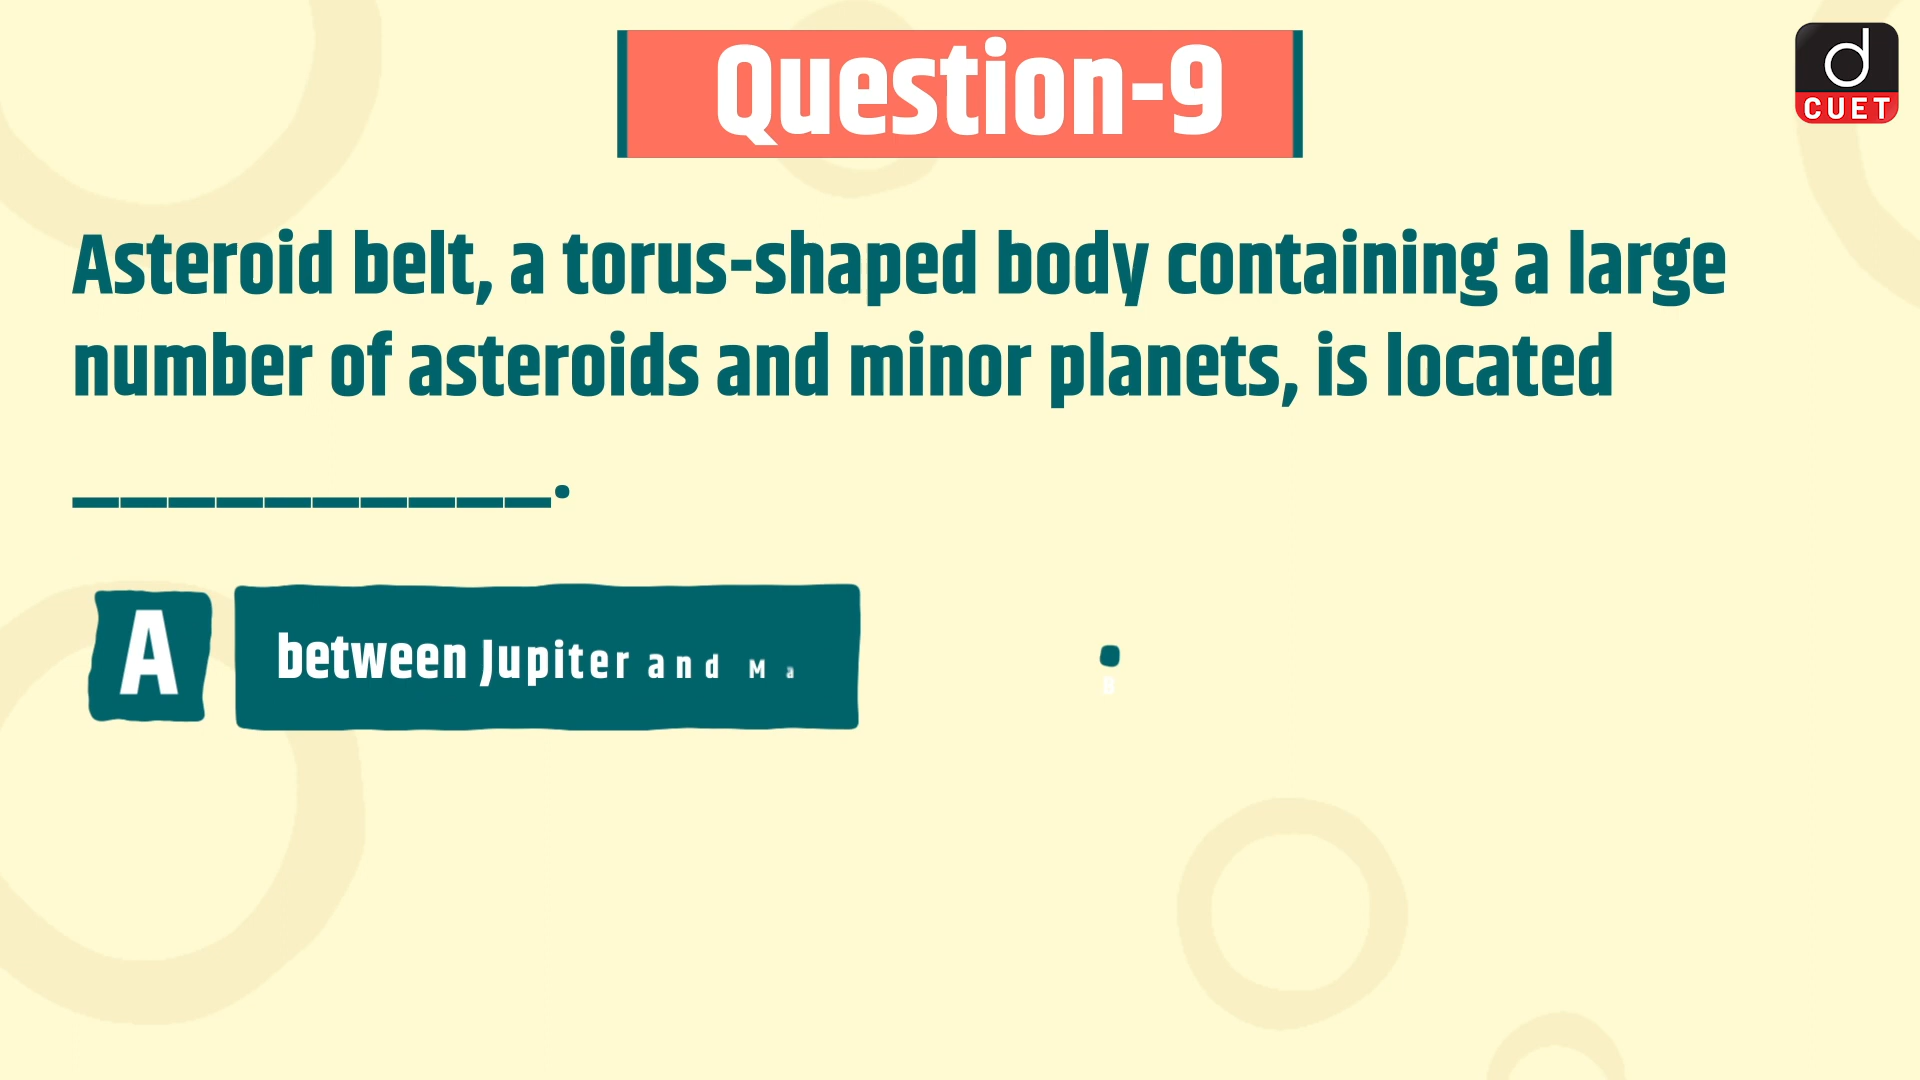 Question-9
d
CUET
Asteroid belt, a torus-shaped body containing a large
number of asteroids and minor planets, is located
__________.
A
between Jupiter and Ma